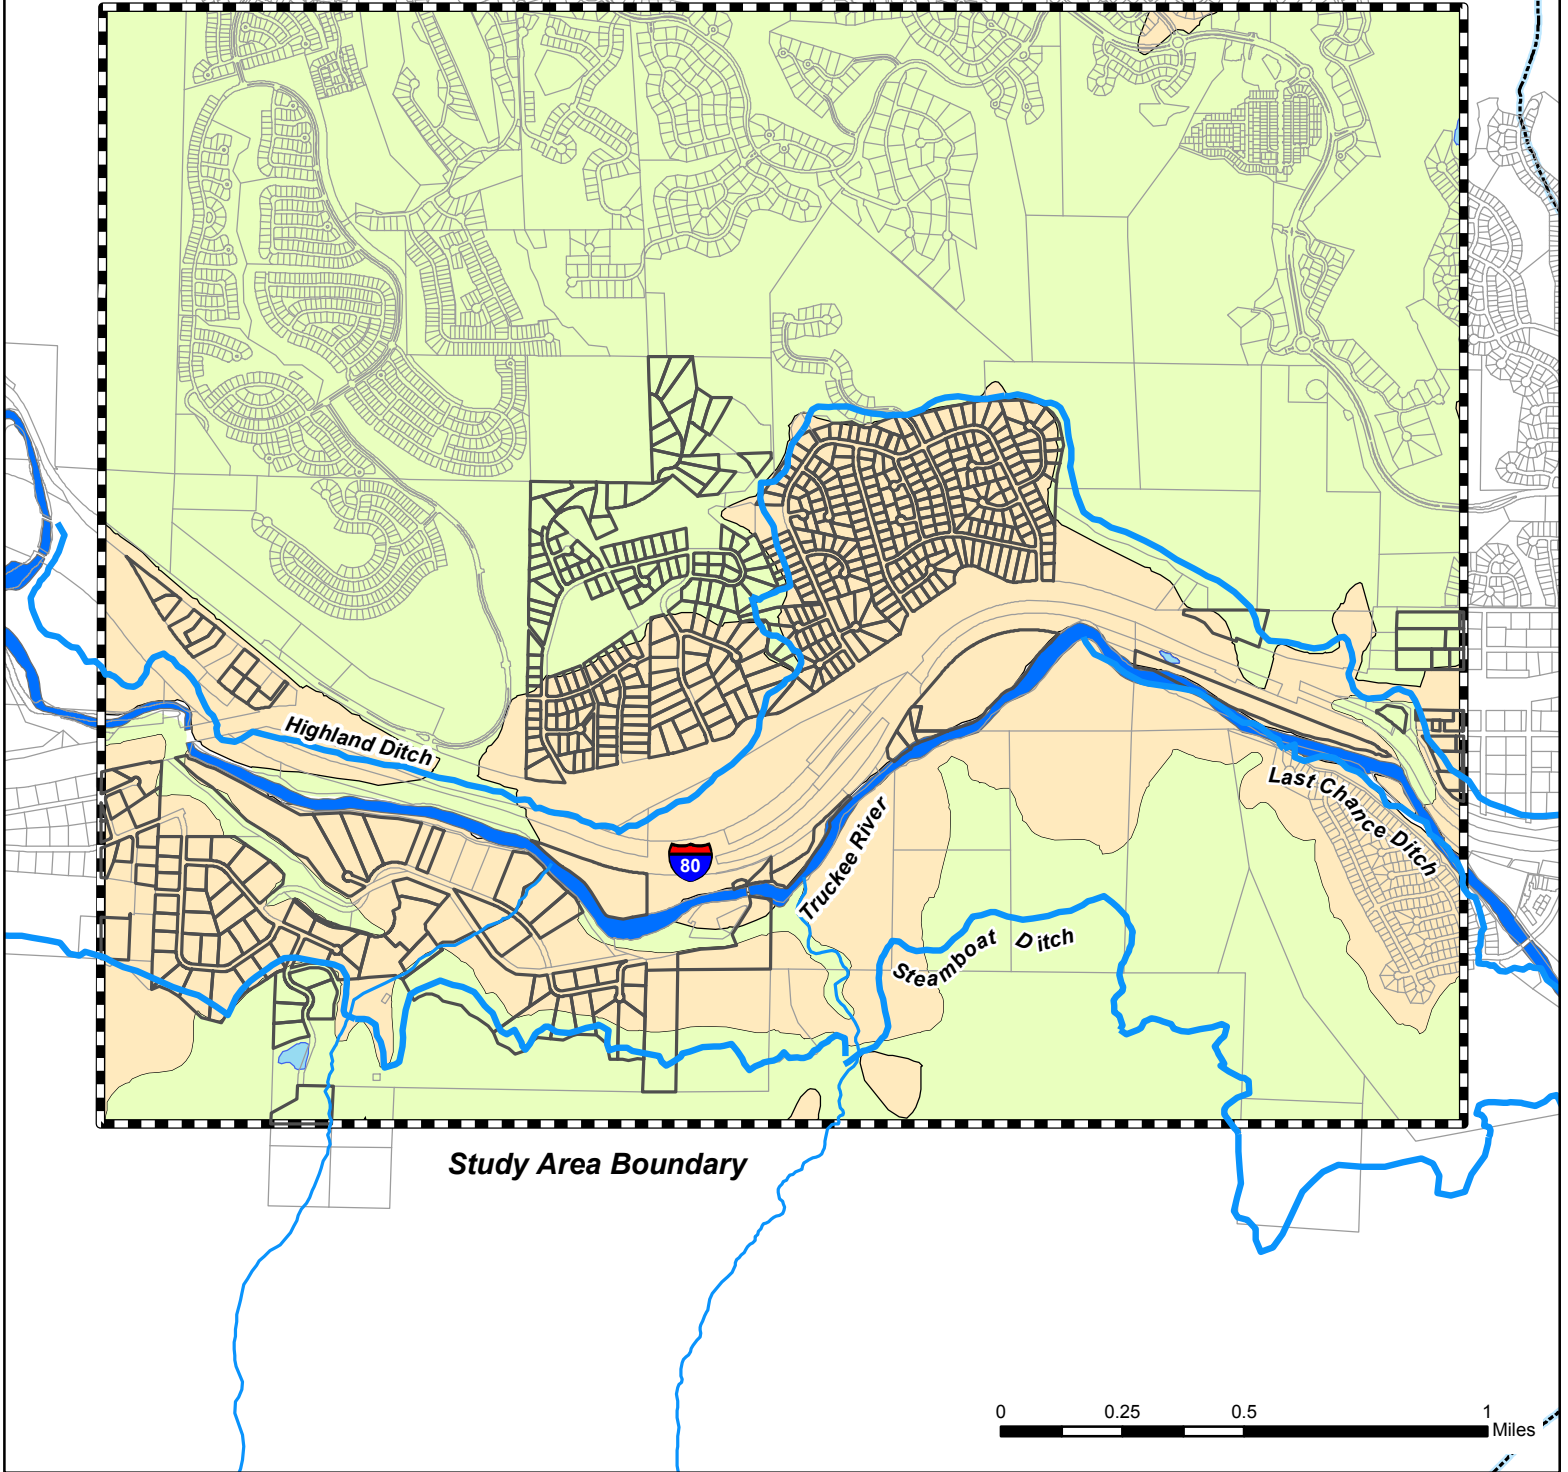 Highland Ditch
Last Chance Ditch
Truckee River
80
Steamboat Ditch
Study Area Boundary
0 0.25 0.5 1
Miles